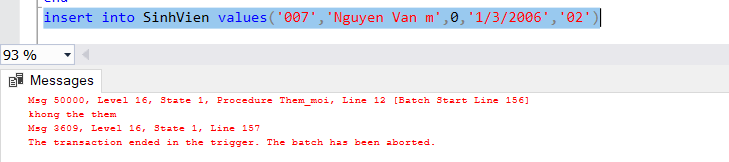 end
insert into SinhVien values('007','Nguyen Van m',0,'1/3/2006','02')
93 %
Messages
Msg 50000, Level 16, State 1, Procedure Them_moi, Line 12 [Batch Start Line 156]
khong the them
Msg 3609, Level 16, State 1, Line 157
The transaction ended in the trigger. The batch has been aborted.